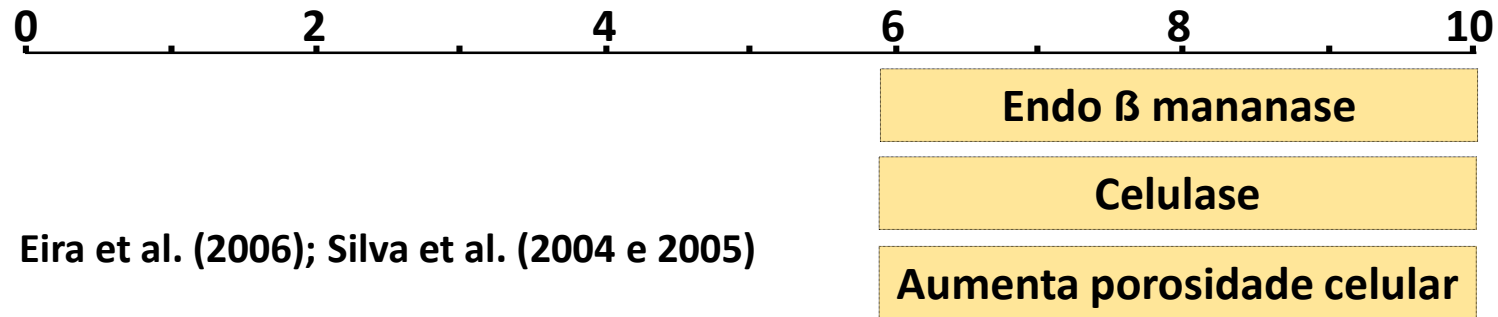 0 2 4 6 8 10
Endo ß mananase
Celulase
Eira et al. (2006); Silva et al. (2004 e 2005)
Aumenta porosidade celular